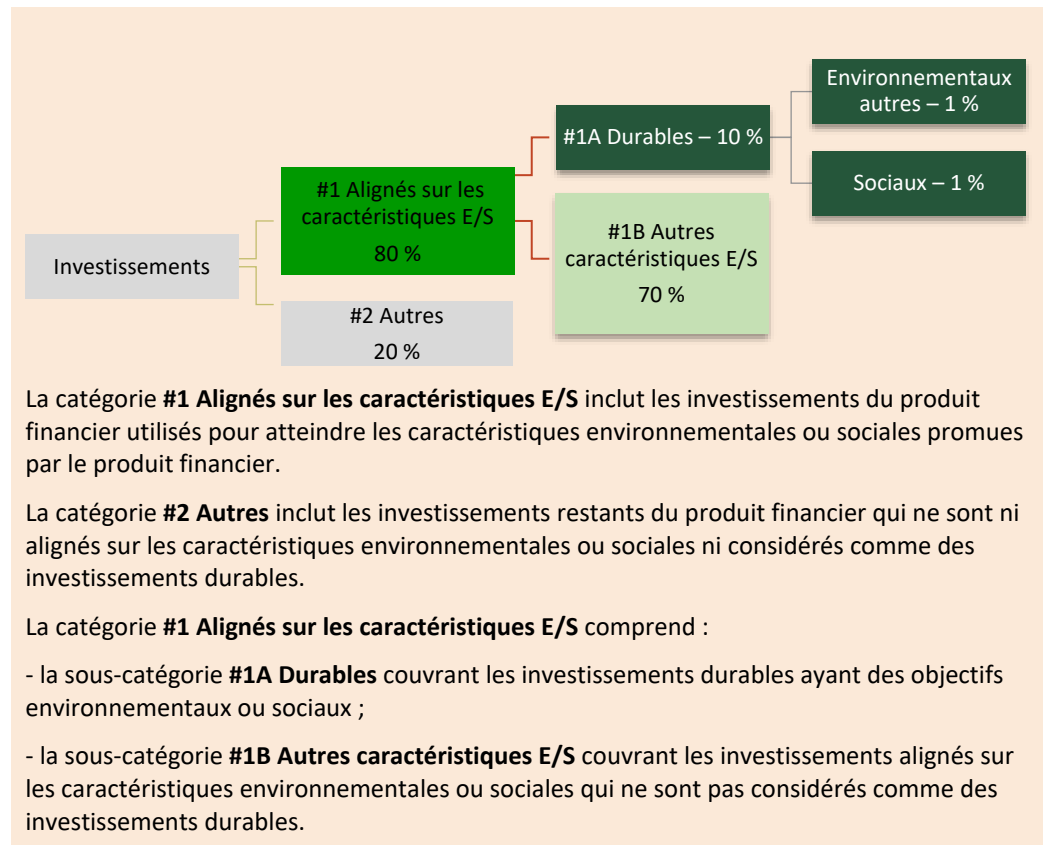 Environnementaux
autres – 1 %
#1A Durables – 10 %
Sociaux – 1 %
#1 Alignés sur les
caractéristiques E/S
80 %
#1B Autres
caractéristiques E/S
70 %
Investissements
#2 Autres
20 %
La catégorie #1 Alignés sur les caractéristiques E/S inclut les investissements du produit
financier utilisés pour atteindre les caractéristiques environnementales ou sociales promues
par le produit financier.
La catégorie #2 Autres inclut les investissements restants du produit financier qui ne sont ni
alignés sur les caractéristiques environnementales ou sociales ni considérés comme des
investissements durables.
La catégorie #1 Alignés sur les caractéristiques E/S comprend :
- la sous-catégorie #1A Durables couvrant les investissements durables ayant des objectifs
environnementaux ou sociaux ;
- la sous-catégorie #1B Autres caractéristiques E/S couvrant les investissements alignés sur
les caractéristiques environnementales ou sociales qui ne sont pas considérés comme des
investissements durables.